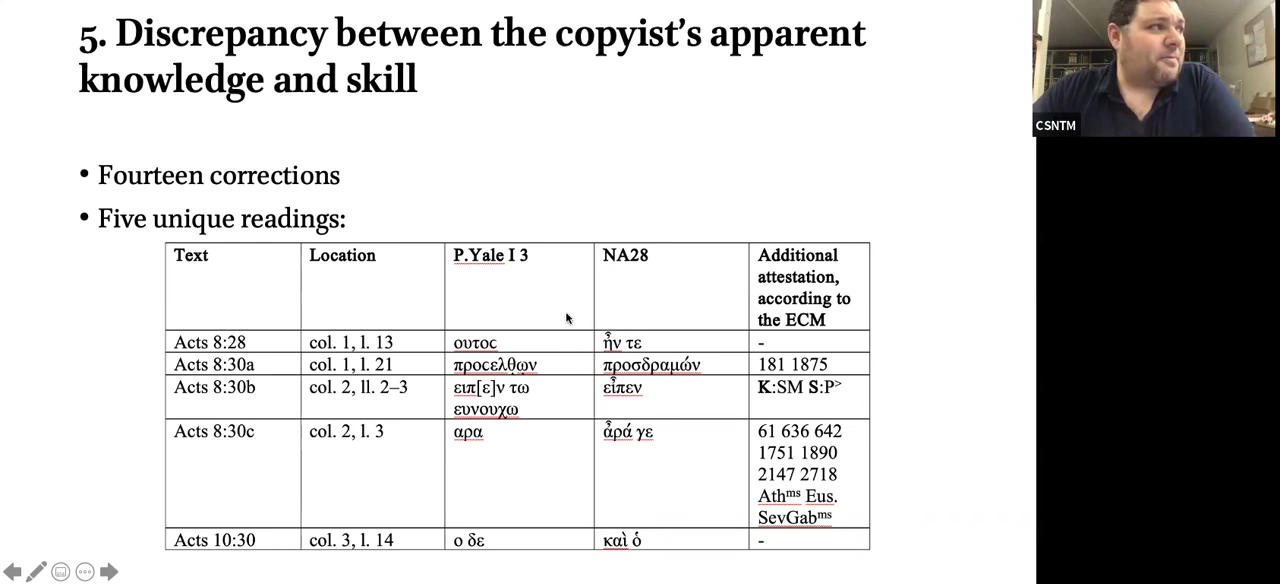 5. Discrepancy between the copyist's apparent
knowledge and skill
CSNTM
• Fourteen corrections
• Five unique readings:
Text Location P.Yale I 3 NA28 Additional
attestation,
according to
the ECM
Acts 8:28 col. 1, l. 13 ουτοϲ ἦν τε -
Acts 8:30a col. 1, l. 21 προϲελθ̣ων προσδραμών 181 1875
Acts 8:30b col. 2, ll. 2–3 ειπ[ε]ν τω εἶπεν K:SM S:P>
ευνουχω
Acts 8:30c col. 2, l. 3 αρα ἆρά γε 61 636 642
1751 1890
2147 2718
Athᵐˢ Eus.
SevGabᵐˢ
Acts 10:30 col. 3, l. 14 ο δε καὶ ὁ -